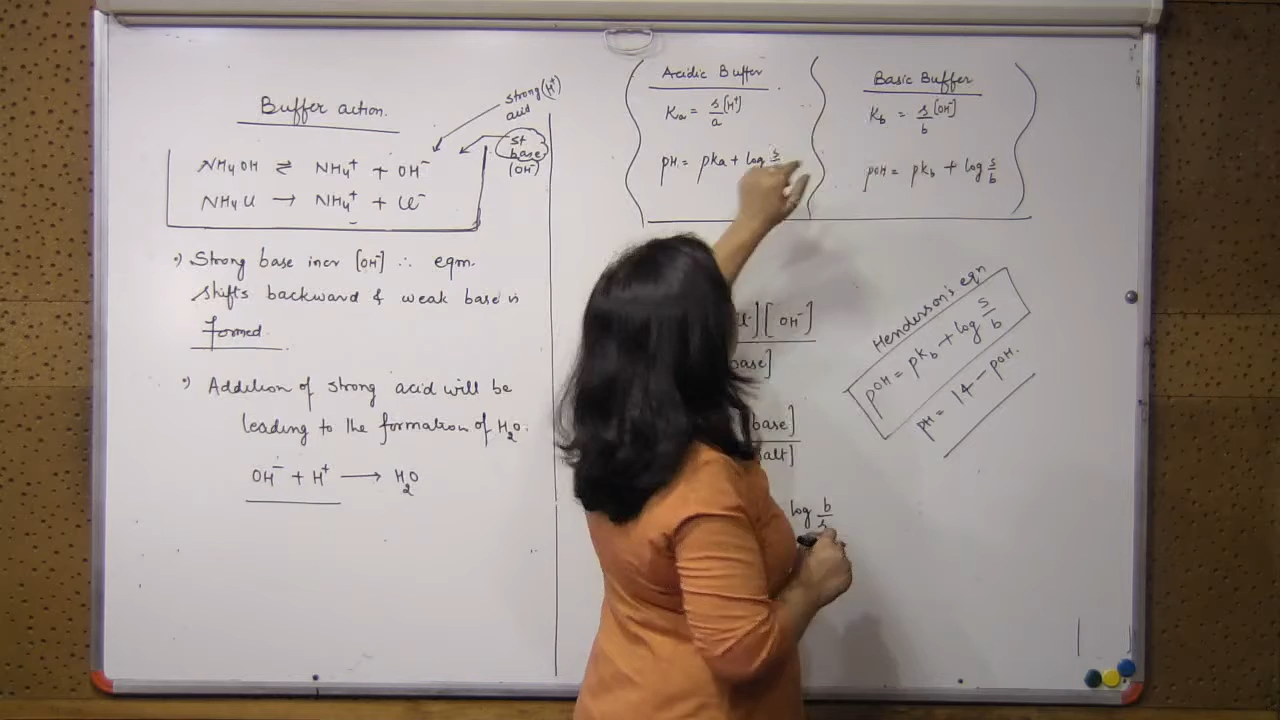 Buffer action.
strong (H⁺)
acid
st
base
(OH⁻)
NH₄OH ⇌ NH₄⁺ + OH⁻
NH₄Cl → NH₄⁺ + Cl⁻
•) Strong base incr [OH⁻] ∴ eqm.
shifts backward & weak base is
formed.
•) Addition of strong acid will be
leading to the formation of H₂O.
OH⁻ + H⁺ → H₂O
Acidic Buffer
Ka = s/a [H⁺]
pH = pKa + log s
Basic Buffer
Kb = s/b [OH⁻]
pOH = pKb + log s/b
][OH⁻]
base]
base]
salt]
log b/s
Henderson's eqn
pOH = pKb + log s/b
pH = 14 - pOH.